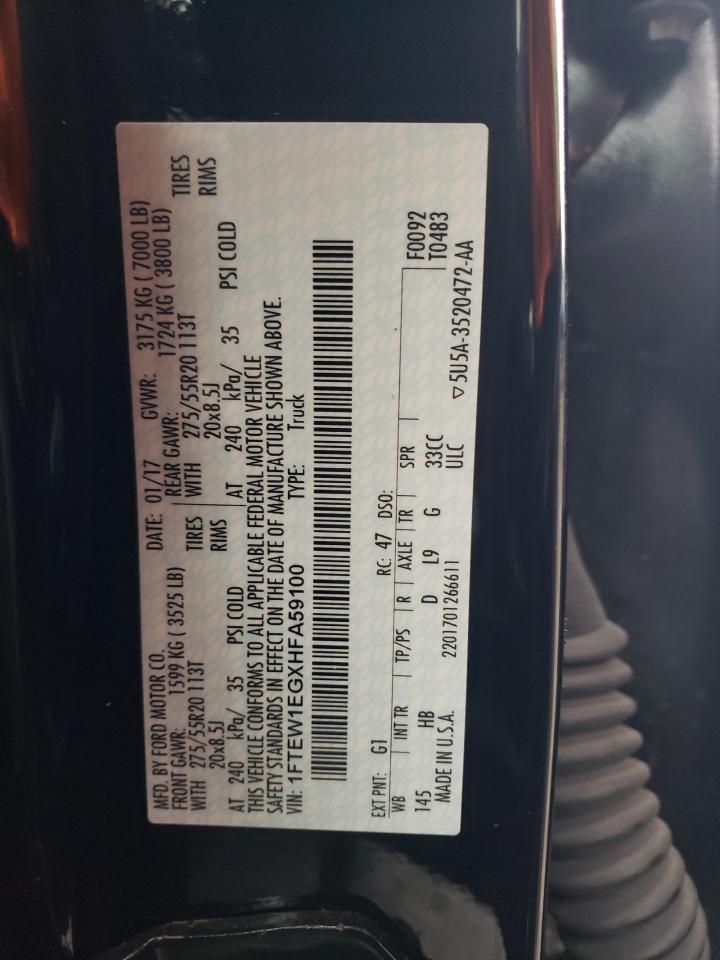 MFD. BY FORD MOTOR CO. DATE: 01/17 GVWR: 3175 KG ( 7000 LB)
FRONT GAWR: 1599 KG ( 3525 LB) REAR GAWR: 1724 KG ( 3800 LB)
WITH 275/55R20 113T TIRES WITH 275/55R20 113T TIRES
20x8.5J RIMS 20x8.5J RIMS
AT 240 kPa/ 35 PSI COLD AT 240 kPa/ 35 PSI COLD
THIS VEHICLE CONFORMS TO ALL APPLICABLE FEDERAL MOTOR VEHICLE
SAFETY STANDARDS IN EFFECT ON THE DATE OF MANUFACTURE SHOWN ABOVE.
VIN: 1FTEW1EGXHFA59100 TYPE: Truck
EXT PNT: G1 RC: 47 DSO:
WB | INT TR | TP/PS | R | AXLE | TR | SPR F0092
145 HB D L9 G 33CC T0483
MADE IN U.S.A. 2201701266611 ULC
▽5U5A-3520472-AA